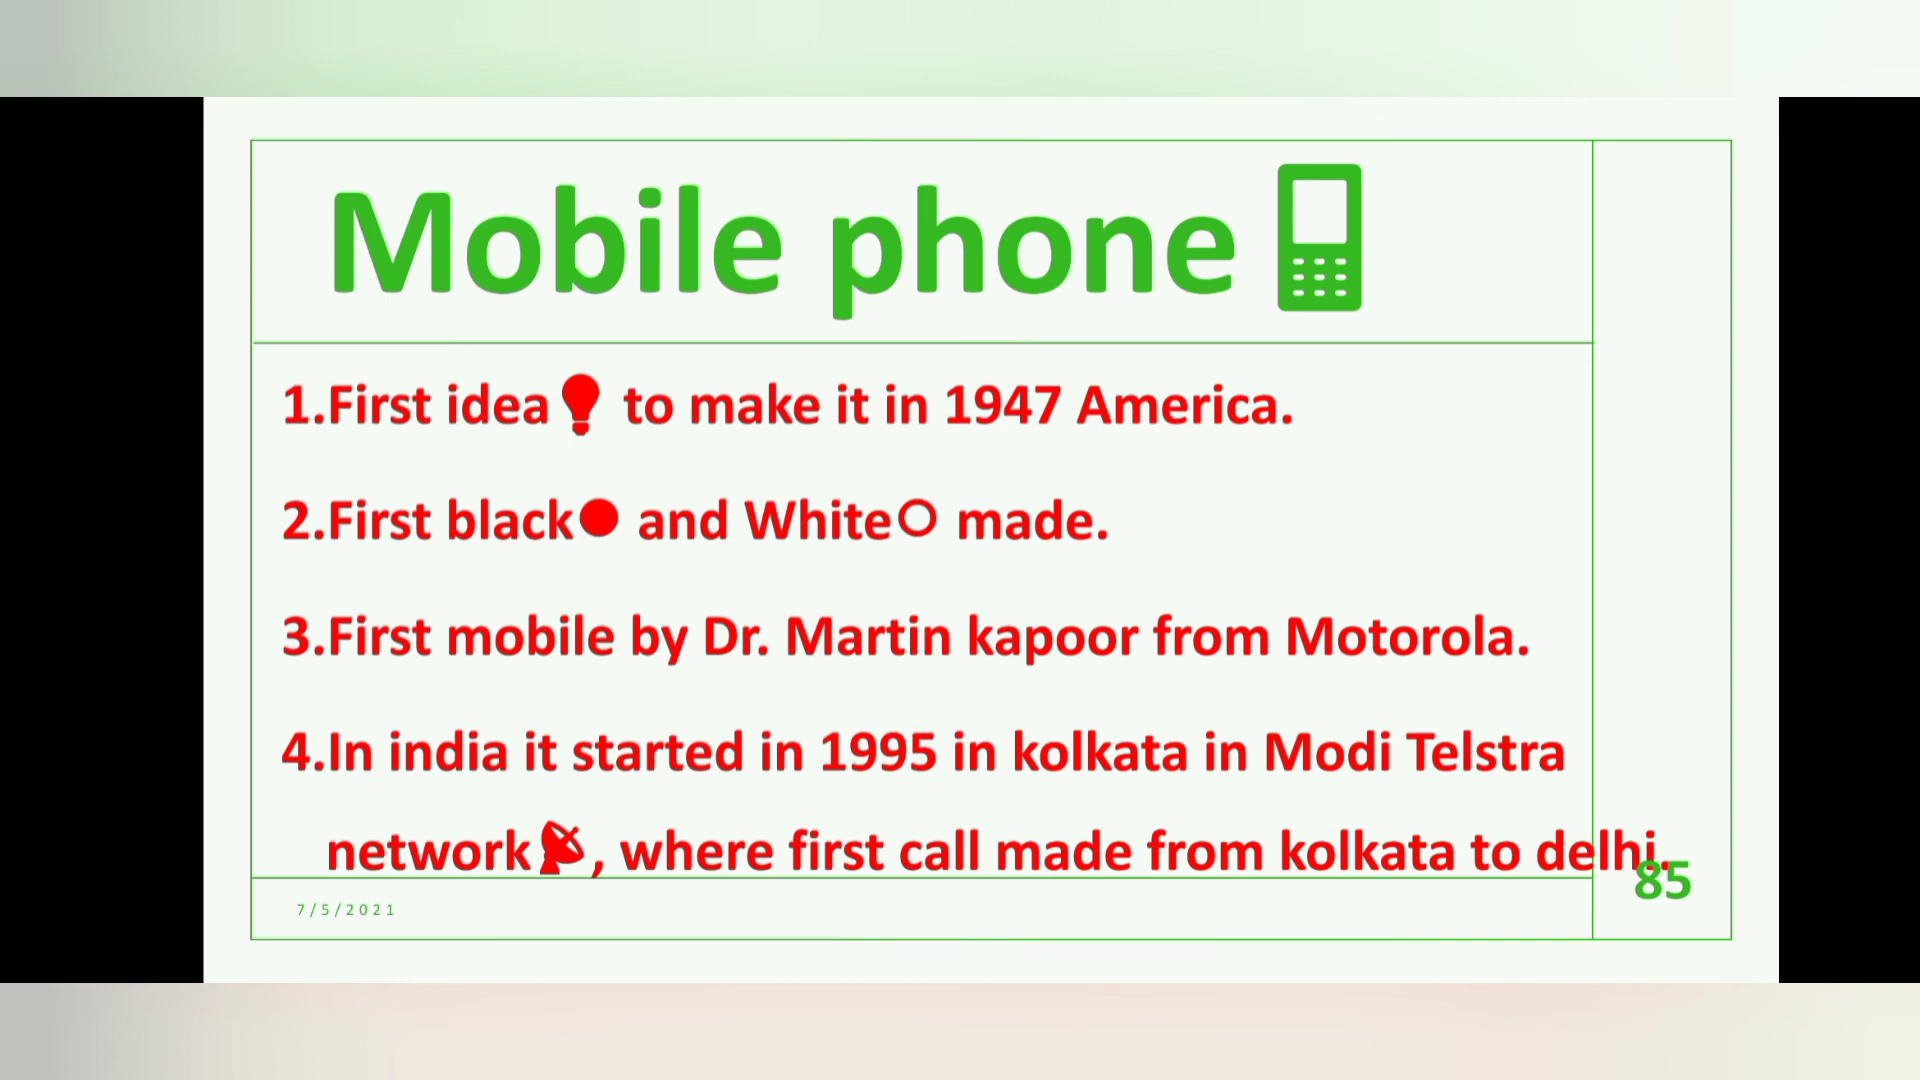 Mobile phone
1.First idea to make it in 1947 America.
2.First black and White made.
3.First mobile by Dr. Martin kapoor from Motorola.
4.In india it started in 1995 in kolkata in Modi Telstra
network, where first call made from kolkata to delhi.
85
7/5/2021